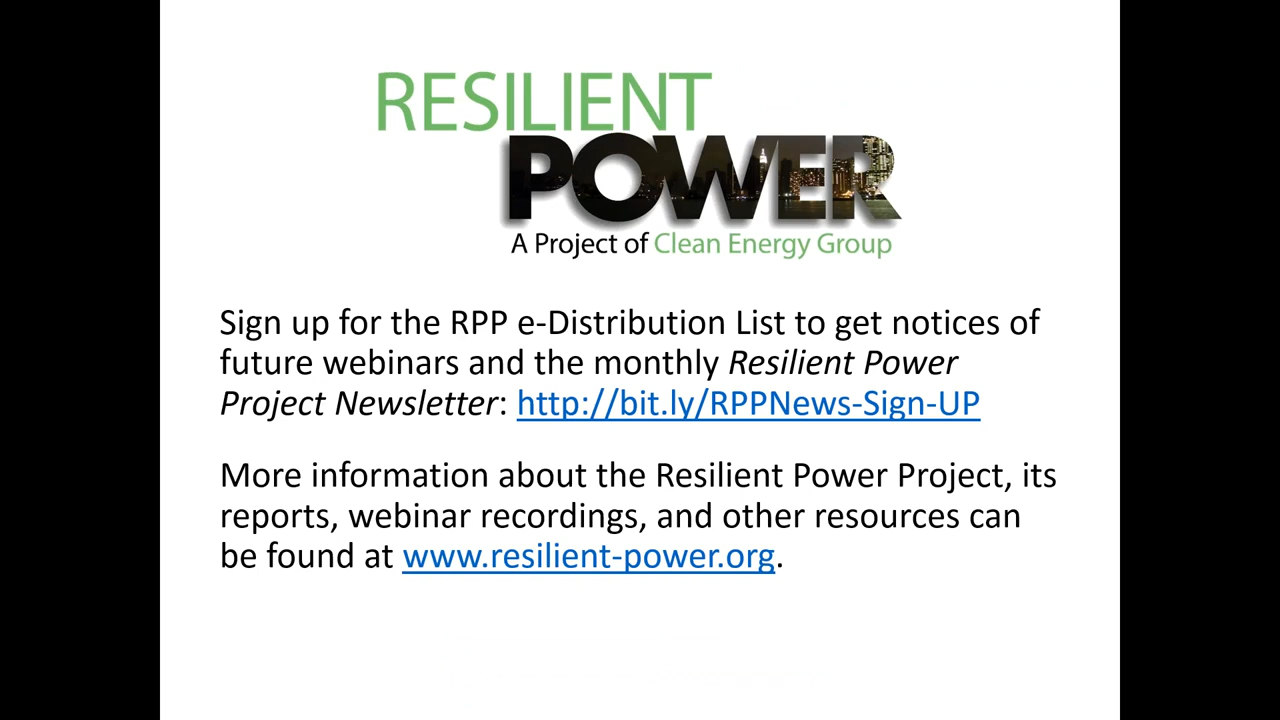 RESILIENT
POWER
A Project of Clean Energy Group
Sign up for the RPP e-Distribution List to get notices of
future webinars and the monthly Resilient Power
Project Newsletter: http://bit.ly/RPPNews-Sign-UP
More information about the Resilient Power Project, its
reports, webinar recordings, and other resources can
be found at www.resilient-power.org.